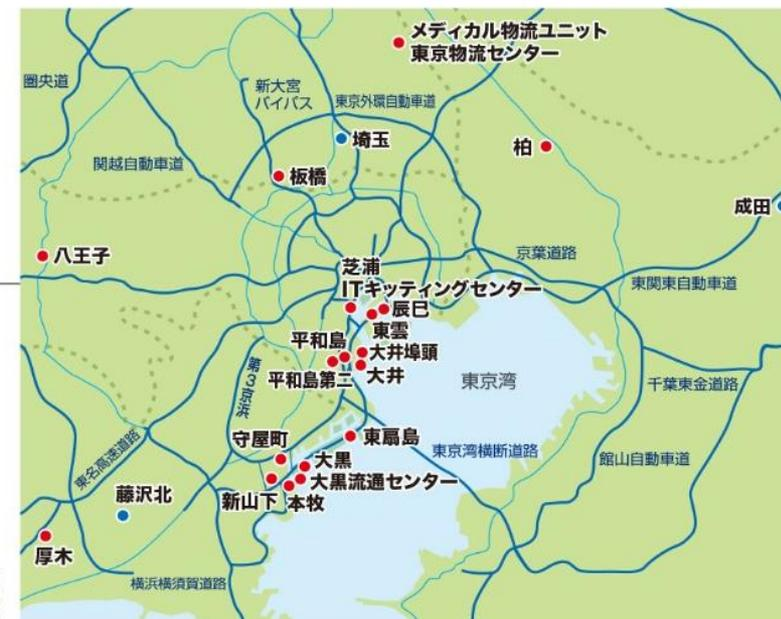 メディカル物流ユニット
東京物流センター
圏央道
新大宮
バイパス
東京外環自動車道
埼玉
柏
関越自動車道
板橋
成田
八王子
京葉道路
芝浦
ITキッティングセンター
東関東自動車道
辰巳
東雲
平和島
大井埠頭
平和島第二
大井
東京湾
第3京浜
千葉東金道路
守屋町
東扇島
東京湾横断道路
東名高速道路
大黒
館山自動車道
大黒流通センター
藤沢北
新山下
本牧
厚木
横浜横須賀道路